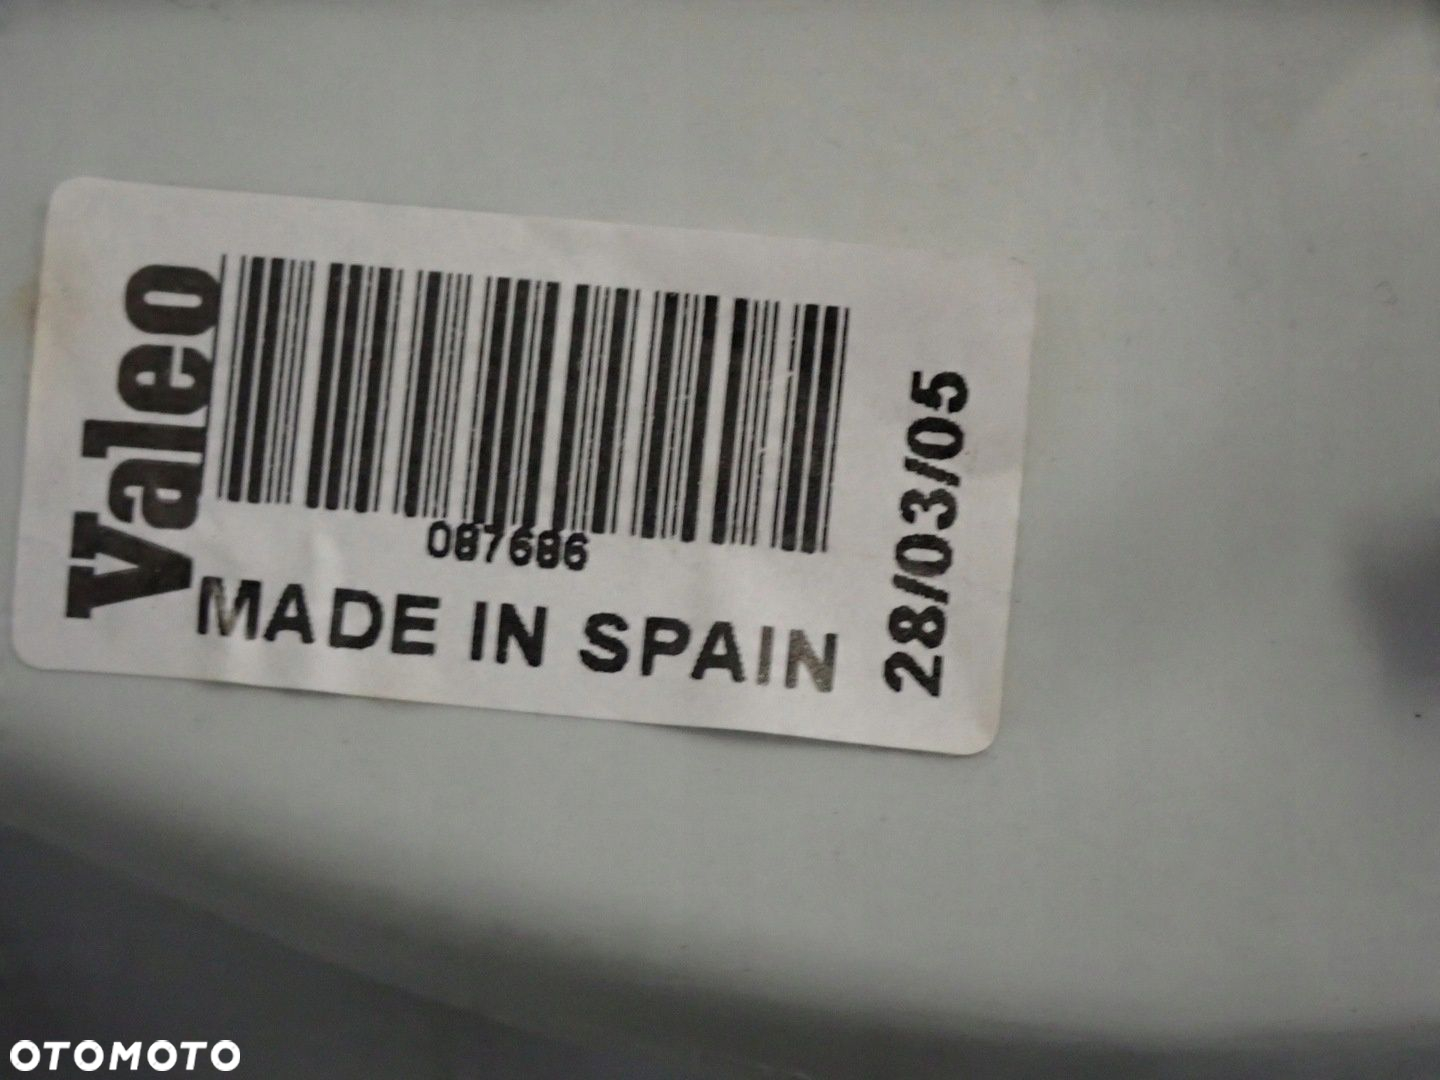 Valeo
087686
MADE IN SPAIN
28/03/05
OTOMOTO